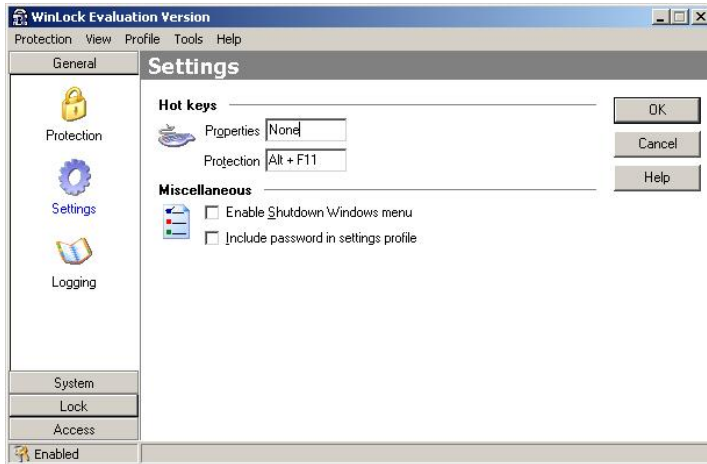 WinLock Evaluation Version
Protection View Profile Tools Help
General
Protection
Settings
Logging
System
Lock
Access
Settings
Hot keys
Properties None
Protection Alt + F11
Miscellaneous
Enable Shutdown Windows menu
Include password in settings profile
OK
Cancel
Help
Enabled